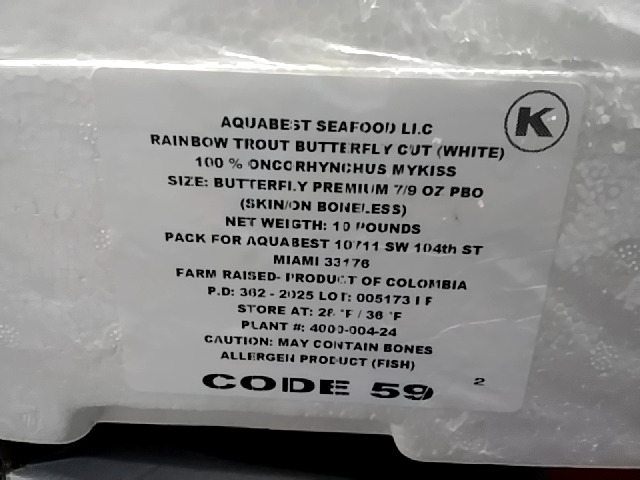 K
AQUABEST SEAFOOD LLC
RAINBOW TROUT BUTTERFLY CUT (WHITE)
100 % ONCORHYNCHUS MYKISS
SIZE: BUTTERFLY PREMIUM 7/9 OZ PBO
(SKIN/ON BONELESS)
NET WEIGTH: 10 POUNDS
PACK FOR AQUABEST 10711 SW 104th ST
MIAMI 33176
FARM RAISED- PRODUCT OF COLOMBIA
P.D: 362 - 2025 LOT: 005173
STORE AT: 28 °F / 36 °F
PLANT #: 4000-004-24
CAUTION: MAY CONTAIN BONES
ALLERGEN PRODUCT (FISH)
CODE 59
2